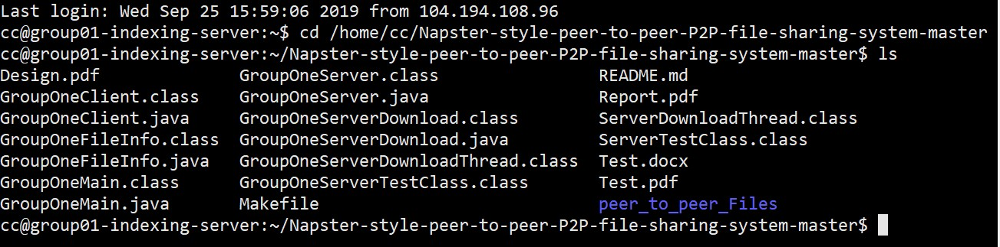 Last login: Wed Sep 25 15:59:06 2019 from 104.194.108.96
cc@group01-indexing-server:~$ cd /home/cc/Napster-style-peer-to-peer-P2P-file-sharing-system-master
cc@group01-indexing-server:~/Napster-style-peer-to-peer-P2P-file-sharing-system-master$ ls
Design.pdf              GroupOneServer.class                README.md
GroupOneClient.class    GroupOneServer.java                 Report.pdf
GroupOneClient.java     GroupOneServerDownload.class        ServerDownloadThread.class
GroupOneFileInfo.class  GroupOneServerDownload.java         ServerTestClass.class
GroupOneFileInfo.java   GroupOneServerDownloadThread.class  Test.docx
GroupOneMain.class      GroupOneServerTestClass.class       Test.pdf
GroupOneMain.java       Makefile                            peer_to_peer_Files
cc@group01-indexing-server:~/Napster-style-peer-to-peer-P2P-file-sharing-system-master$